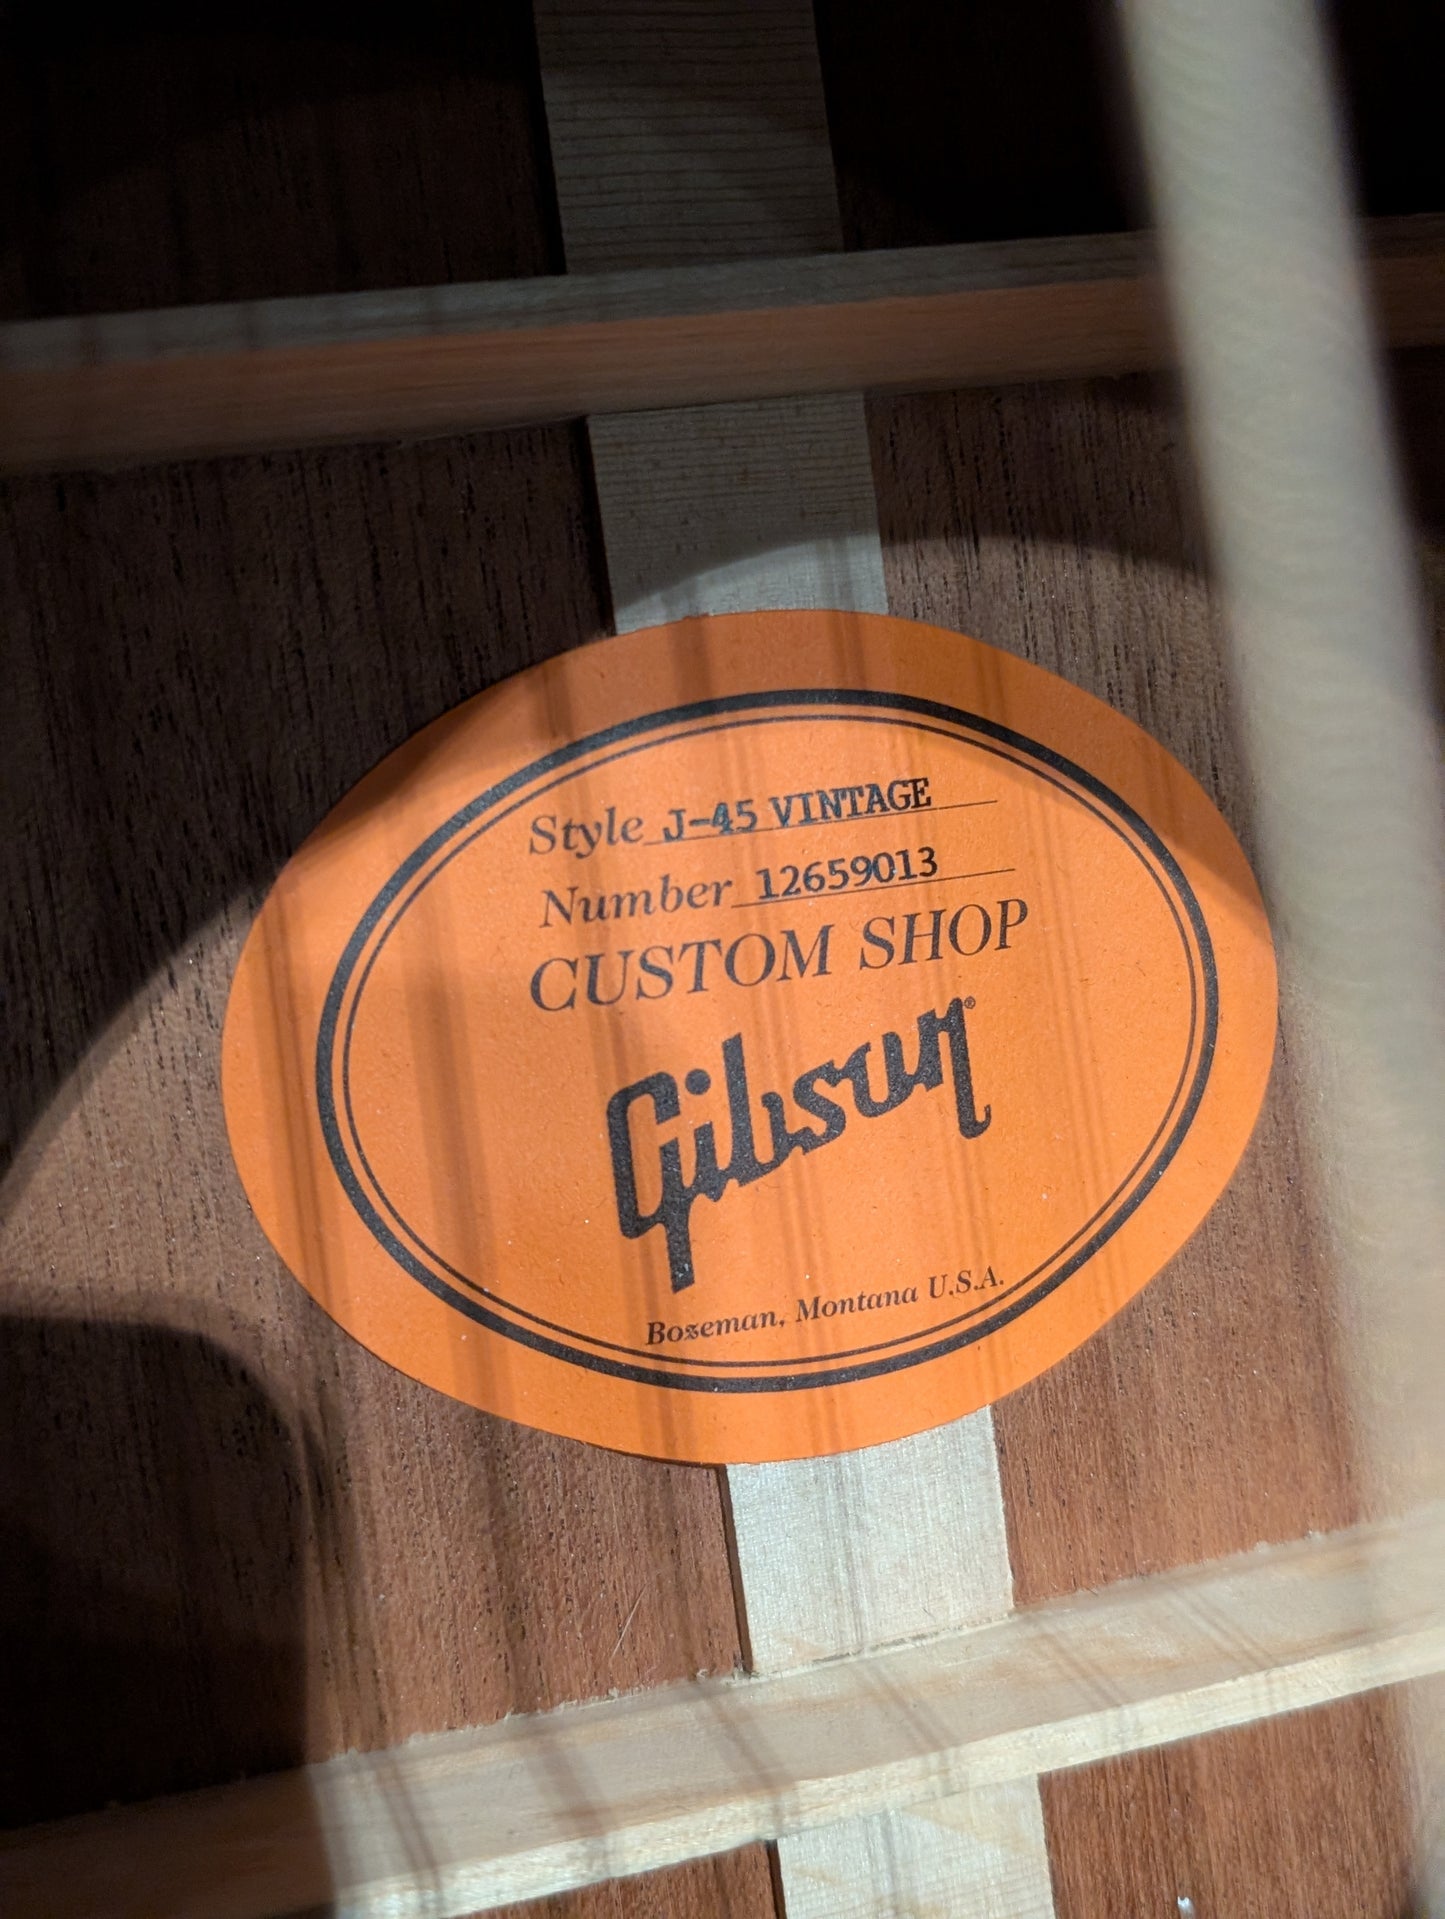 Style J-45 VINTAGE
Number 12659013
CUSTOM SHOP
Gibson®
Bozeman, Montana U.S.A.